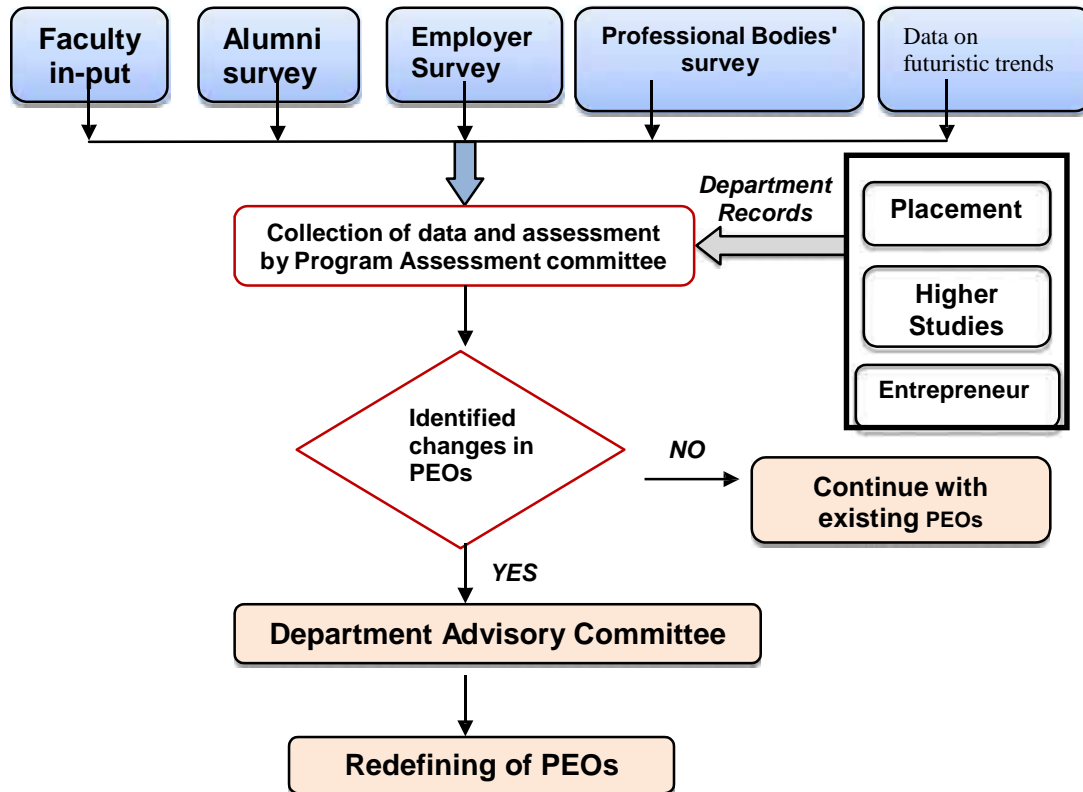 Faculty
in-put
Alumni
survey
Employer
Survey
Professional Bodies'
survey
Data on
futuristic trends
Department
Records
Placement
Higher
Studies
Entrepreneur
Collection of data and assessment
by Program Assessment committee
Identified
changes in
PEOs
NO
Continue with
existing PEOs
YES
Department Advisory Committee
Redefining of PEOs